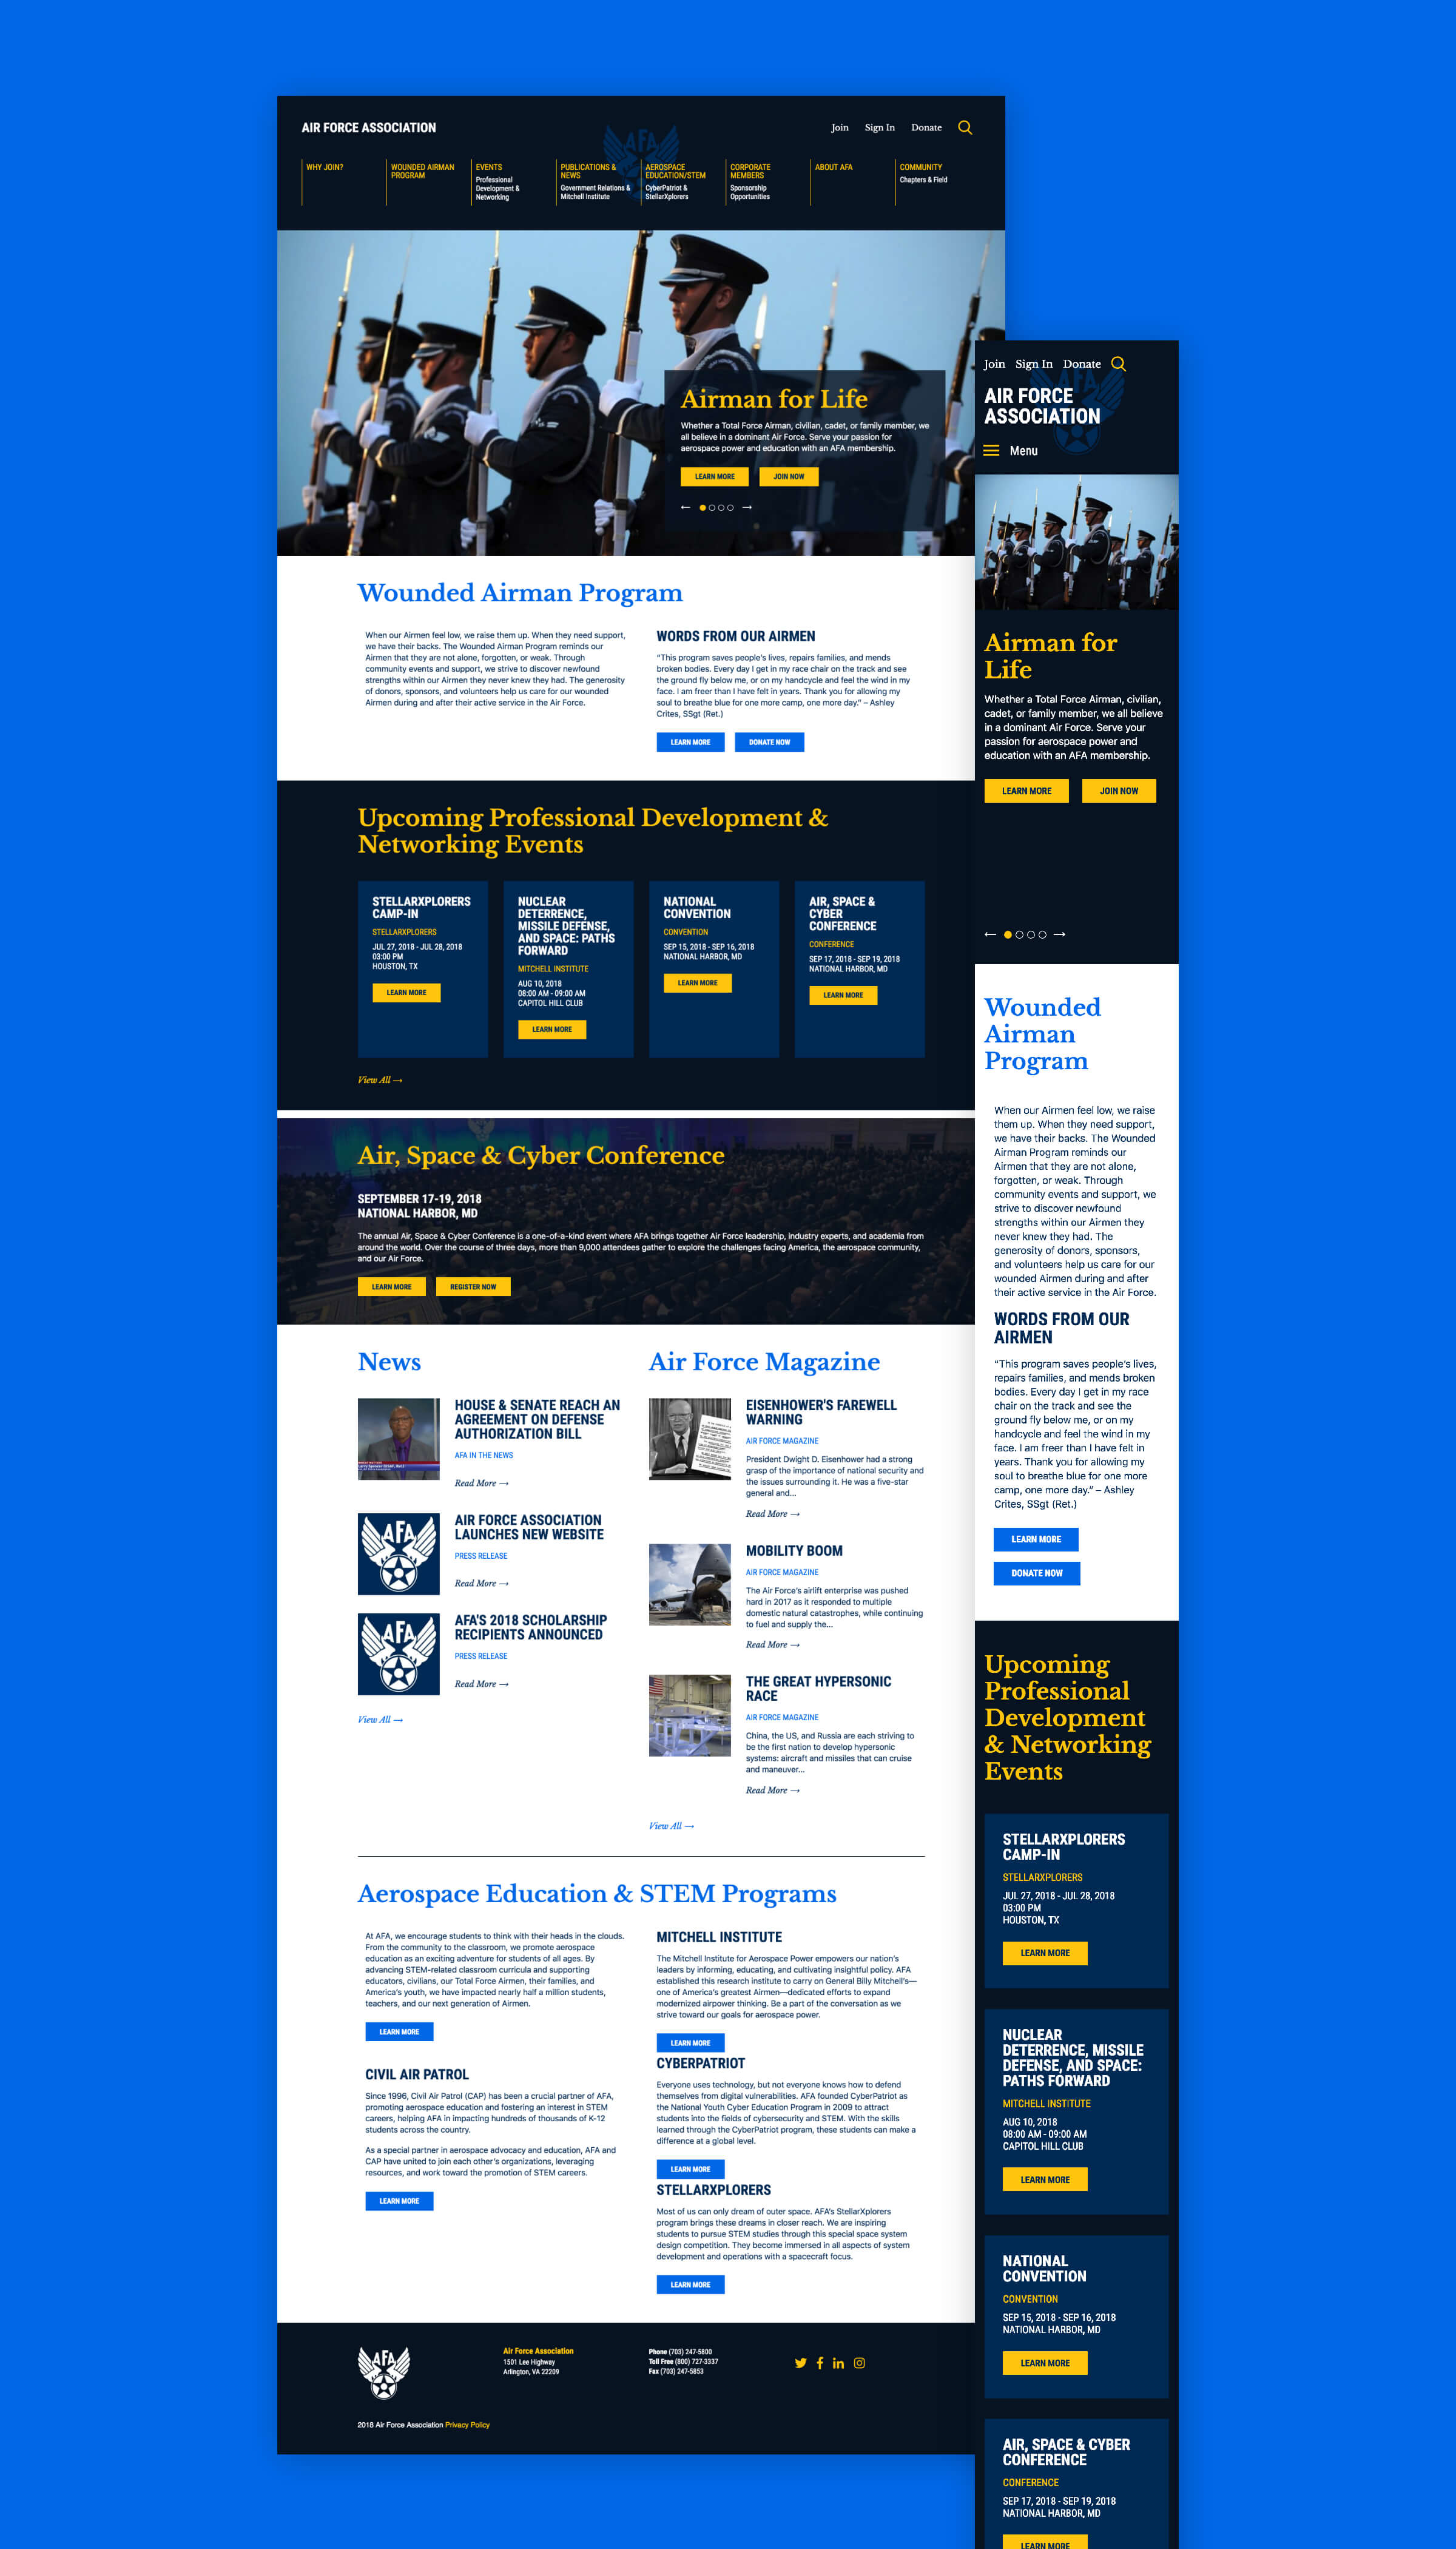 AIR FORCE ASSOCIATION
Join Sign In Donate
AFA
WHY JOIN?
WOUNDED AIRMAN
PROGRAM
EVENTS
Professional
Development &
Networking
PUBLICATIONS &
NEWS
Government Relations &
Mitchell Institute
AEROSPACE
EDUCATION/STEM
CyberPatriot &
StellarXplorers
CORPORATE
MEMBERS
Sponsorship
Opportunities
ABOUT AFA
COMMUNITY
Chapters & Field
Airman for Life
Whether a Total Force Airman, civilian, cadet, or family member, we
all believe in a dominant Air Force. Serve your passion for
aerospace power and education with an AFA membership.
LEARN MORE
JOIN NOW
← →
Wounded Airman Program
When our Airmen feel low, we raise them up. When they need support,
we have their backs. The Wounded Airman Program reminds our
Airmen that they are not alone, forgotten, or weak. Through
community events and support, we strive to discover newfound
strengths within our Airmen they never knew they had. The generosity
of donors, sponsors, and volunteers help us care for our wounded
Airmen during and after their active service in the Air Force.
WORDS FROM OUR AIRMEN
"This program saves people's lives, repairs families, and mends
broken bodies. Every day I get in my race chair on the track and see
the ground fly below me, or on my handcycle and feel the wind in my
face. I am freer than I have felt in years. Thank you for allowing my
soul to breathe blue for one more camp, one more day." – Ashley
Crites, SSgt (Ret.)
LEARN MORE
DONATE NOW
Upcoming Professional Development &
Networking Events
STELLARXPLORERS
CAMP-IN
STELLARXPLORERS
JUL 27, 2018 - JUL 28, 2018
03:00 PM
HOUSTON, TX
LEARN MORE
NUCLEAR
DETERRENCE,
MISSILE DEFENSE,
AND SPACE: PATHS
FORWARD
MITCHELL INSTITUTE
AUG 10, 2018
08:00 AM - 09:00 AM
CAPITOL HILL CLUB
LEARN MORE
NATIONAL
CONVENTION
CONVENTION
SEP 15, 2018 - SEP 16, 2018
NATIONAL HARBOR, MD
LEARN MORE
AIR, SPACE &
CYBER
CONFERENCE
CONFERENCE
SEP 17, 2018 - SEP 19, 2018
NATIONAL HARBOR, MD
LEARN MORE
View All →
Air, Space & Cyber Conference
SEPTEMBER 17-19, 2018
NATIONAL HARBOR, MD
The annual Air, Space & Cyber Conference is a one-of-a-kind event where AFA brings together Air Force leadership, industry experts, and academia from
around the world. Over the course of three days, more than 9,000 attendees gather to explore the challenges facing America, the aerospace community,
and our Air Force.
LEARN MORE
REGISTER NOW
News
HOUSE & SENATE REACH AN
AGREEMENT ON DEFENSE
AUTHORIZATION BILL
AFA IN THE NEWS
Read More →
AFA
AIR FORCE ASSOCIATION
LAUNCHES NEW WEBSITE
PRESS RELEASE
Read More →
AFA
AFA'S 2018 SCHOLARSHIP
RECIPIENTS ANNOUNCED
PRESS RELEASE
Read More →
View All →
Air Force Magazine
EISENHOWER'S FAREWELL
WARNING
AIR FORCE MAGAZINE
President Dwight D. Eisenhower had a strong
grasp of the importance of national security and
the issues surrounding it. He was a five-star
general and...
Read More →
MOBILITY BOOM
AIR FORCE MAGAZINE
The Air Force's airlift enterprise was pushed
hard in 2017 as it responded to multiple
domestic natural catastrophes, while continuing
to fuel and supply the...
Read More →
THE GREAT HYPERSONIC
RACE
AIR FORCE MAGAZINE
China, the US, and Russia are each striving to
be the first nation to develop hypersonic
systems: aircraft and missiles that can cruise
and maneuver...
Read More →
View All →
Aerospace Education & STEM Programs
At AFA, we encourage students to think with their heads in the clouds.
From the community to the classroom, we promote aerospace
education as an exciting adventure for students of all ages. By
advancing STEM-related classroom curricula and supporting
educators, civilians, our Total Force Airmen, their families, and
America's youth, we have impacted nearly half a million students,
teachers, and our next generation of Airmen.
LEARN MORE
CIVIL AIR PATROL
Since 1996, Civil Air Patrol (CAP) has been a crucial partner of AFA,
promoting aerospace education and fostering an interest in STEM
careers, helping AFA in impacting hundreds of thousands of K-12
students across the country.
As a special partner in aerospace advocacy and education, AFA and
CAP have united to join each other's organizations, leveraging
resources, and work toward the promotion of STEM careers.
LEARN MORE
MITCHELL INSTITUTE
The Mitchell Institute for Aerospace Power empowers our nation's
leaders by informing, educating, and cultivating insightful policy. AFA
established this research institute to carry on General Billy Mitchell's—
one of America's greatest Airmen—dedicated efforts to expand
modernized airpower thinking. Be a part of the conversation as we
strive toward our goals for aerospace power.
LEARN MORE
CYBERPATRIOT
Everyone uses technology, but not everyone knows how to defend
themselves from digital vulnerabilities. AFA founded CyberPatriot as
the National Youth Cyber Education Program in 2009 to attract
students into the fields of cybersecurity and STEM. With the skills
learned through the CyberPatriot program, these students can make a
difference at a global level.
LEARN MORE
STELLARXPLORERS
Most of us can only dream of outer space. AFA's StellarXplorers
program brings these dreams in closer reach. We are inspiring
students to pursue STEM studies through this special space system
design competition. They become immersed in all aspects of system
development and operations with a spacecraft focus.
LEARN MORE
AFA
Air Force Association
1501 Lee Highway
Arlington, VA 22209
Phone (703) 247-5800
Toll Free (800) 727-3337
Fax (703) 247-5853
2018 Air Force Association Privacy Policy
Join Sign In Donate
AIR FORCE
ASSOCIATION
Menu
Airman for
Life
Whether a Total Force Airman, civilian,
cadet, or family member, we all believe
in a dominant Air Force. Serve your
passion for aerospace power and
education with an AFA membership.
LEARN MORE
JOIN NOW
← →
Wounded
Airman
Program
When our Airmen feel low, we raise
them up. When they need support,
we have their backs. The Wounded
Airman Program reminds our
Airmen that they are not alone,
forgotten, or weak. Through
community events and support, we
strive to discover newfound
strengths within our Airmen they
never knew they had. The
generosity of donors, sponsors,
and volunteers help us care for our
wounded Airmen during and after
their active service in the Air Force.
WORDS FROM OUR
AIRMEN
"This program saves people's lives,
repairs families, and mends broken
bodies. Every day I get in my race
chair on the track and see the
ground fly below me, or on my
handcycle and feel the wind in my
face. I am freer than I have felt in
years. Thank you for allowing my
soul to breathe blue for one more
camp, one more day." – Ashley
Crites, SSgt (Ret.)
LEARN MORE
DONATE NOW
Upcoming
Professional
Development
& Networking
Events
STELLARXPLORERS
CAMP-IN
STELLARXPLORERS
JUL 27, 2018 - JUL 28, 2018
03:00 PM
HOUSTON, TX
LEARN MORE
NUCLEAR
DETERRENCE, MISSILE
DEFENSE, AND SPACE:
PATHS FORWARD
MITCHELL INSTITUTE
AUG 10, 2018
08:00 AM - 09:00 AM
CAPITOL HILL CLUB
LEARN MORE
NATIONAL
CONVENTION
CONVENTION
SEP 15, 2018 - SEP 16, 2018
NATIONAL HARBOR, MD
LEARN MORE
AIR, SPACE & CYBER
CONFERENCE
CONFERENCE
SEP 17, 2018 - SEP 19, 2018
NATIONAL HARBOR, MD
LEARN MORE